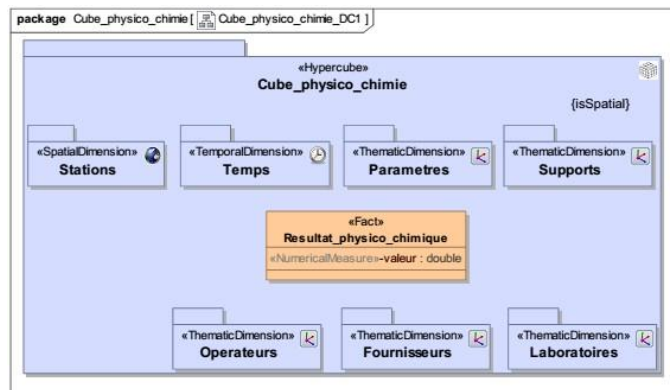 package Cube_physico_chimie [ Cube_physico_chimie_DC1 ]
«Hypercube»
Cube_physico_chimie
{isSpatial}
«SpatialDimension»
Stations
«TemporalDimension»
Temps
«ThematicDimension»
Parametres
«ThematicDimension»
Supports
«Fact»
Resultat_physico_chimique
«NumericalMeasure»-valeur : double
«ThematicDimension»
Operateurs
«ThematicDimension»
Fournisseurs
«ThematicDimension»
Laboratoires